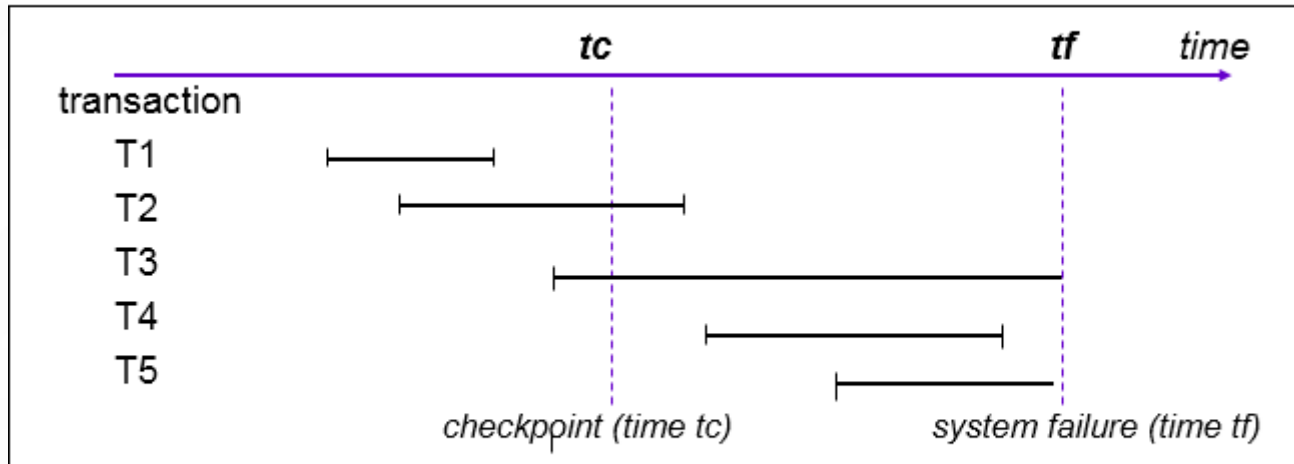 tc tf time
transaction
T1
T2
T3
T4
T5
checkpoint (time tc) system failure (time tf)